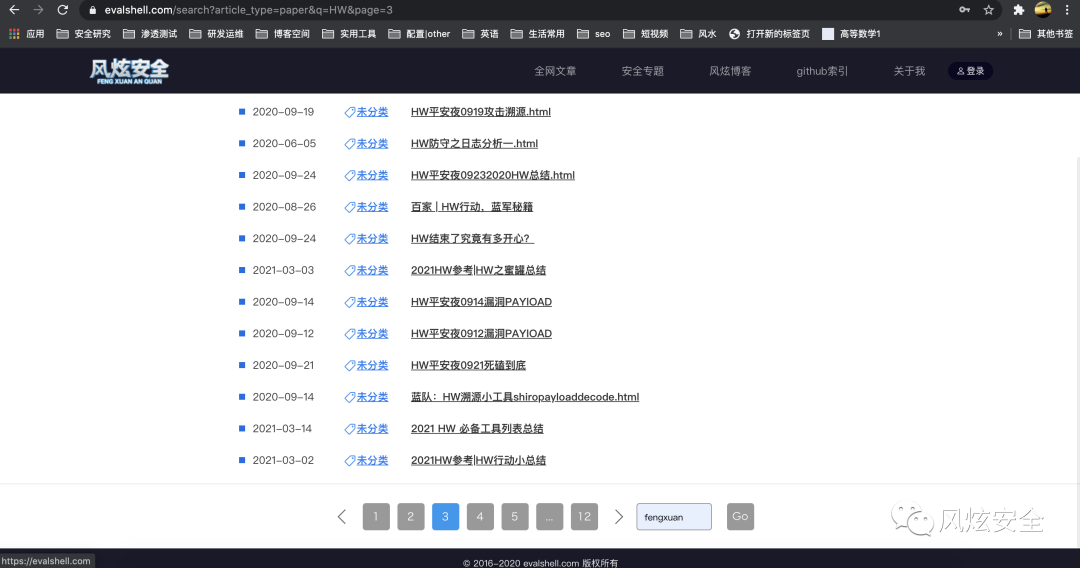 evalshell.com/search?article_type=paper&q=HW&page=3
应用 安全研究 渗透测试 研发运维 博客空间 实用工具 配置|other 英语 生活常用 seo 短视频 风水 打开新的标签页 高等数学1 » 其他书签
风炫安全 全网文章 安全专题 风炫博客 github索引 关于我 登录
FENG XUAN AN QUAN
2020-09-19 未分类 HW平安夜0919攻击溯源.html
2020-06-05 未分类 HW防守之日志分析一.html
2020-09-24 未分类 HW平安夜09232020HW总结.html
2020-08-26 未分类 百家 | HW行动，蓝军秘籍
2020-09-24 未分类 HW结束了究竟有多开心？
2021-03-03 未分类 2021HW参考|HW之蜜罐总结
2020-09-14 未分类 HW平安夜0914漏洞PAYlOAD
2020-09-12 未分类 HW平安夜0912漏洞PAYlOAD
2020-09-21 未分类 HW平安夜0921死磕到底
2020-09-14 未分类 蓝队：HW溯源小工具shiropayloaddecode.html
2021-03-14 未分类 2021 HW 必备工具列表总结
2021-03-02 未分类 2021HW参考|HW行动小总结
1 2 3 4 5 ... 12 fengxuan Go
风炫安全
https://evalshell.com
© 2016-2020 evalshell.com 版权所有